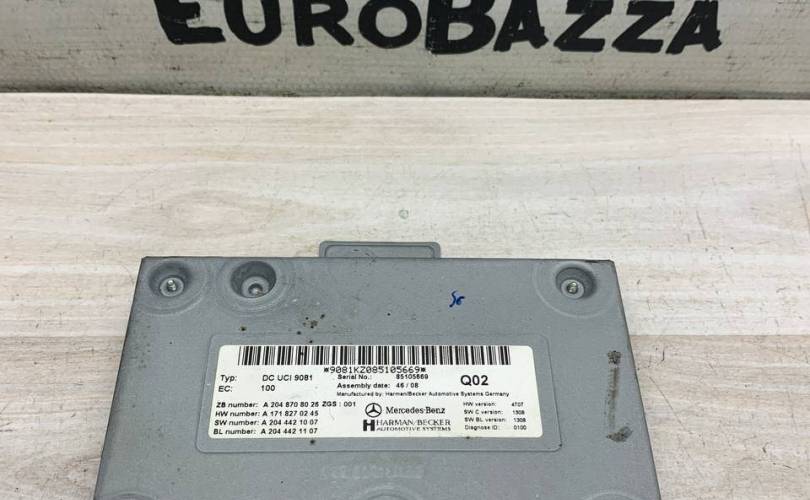 EUROBAZZA
*9081KZ085105669*
Typ: DC UCI 9081 Serial No.: 85105669
EC: 100 Assembly date: 46 / 08 Q02
Manufactured by: Harman/Becker Automotive Systems Germany
ZB number: A 204 870 80 26 ZGS : 001
HW number: A 171 827 02 45
SW number: A 204 442 10 07
BL number: A 204 442 11 07
Mercedes-Benz
HARMAN/BECKER
AUTOMOTIVE SYSTEMS
HW version: 4707
SW C version: 1308
SW BL version: 1308
Diagnose ID: 0100